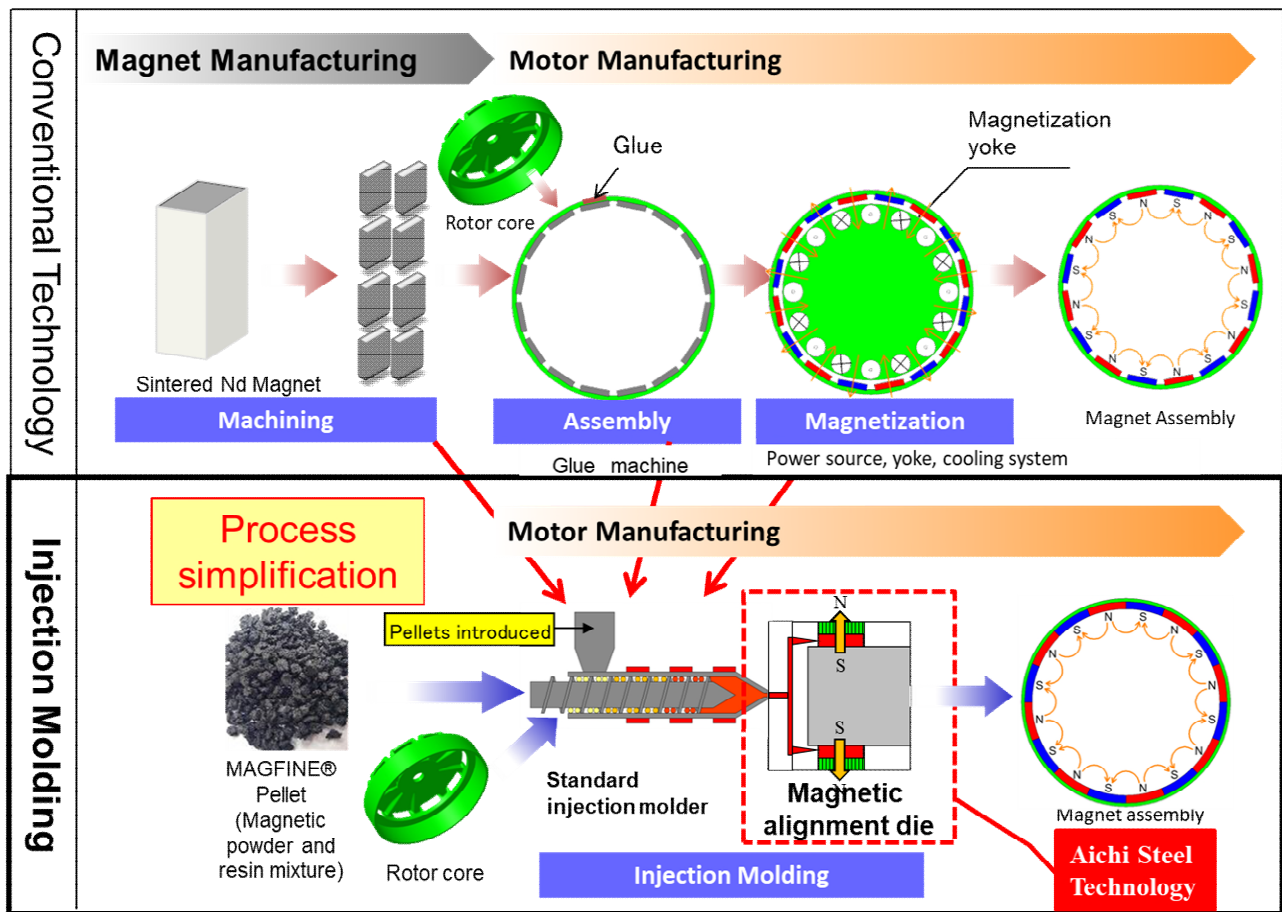 Conventional Technology
Magnet Manufacturing
Motor Manufacturing
Glue
Magnetization
yoke
Rotor core
N
S
N
S
N
S
N
S
N
S
N
S
N
S
N
S
Sintered Nd Magnet
Machining
Assembly
Magnetization
Magnet Assembly
Glue machine
Power source, yoke, cooling system
Injection Molding
Process
simplification
Motor Manufacturing
Pellets introduced
N
S
S
N
N
S
N
S
N
S
N
S
N
S
N
S
N
S
N
S
MAGFINE®
Pellet
(Magnetic
powder and
resin mixture)
Rotor core
Standard
injection molder
Magnetic
alignment die
Magnet assembly
Injection Molding
Aichi Steel
Technology